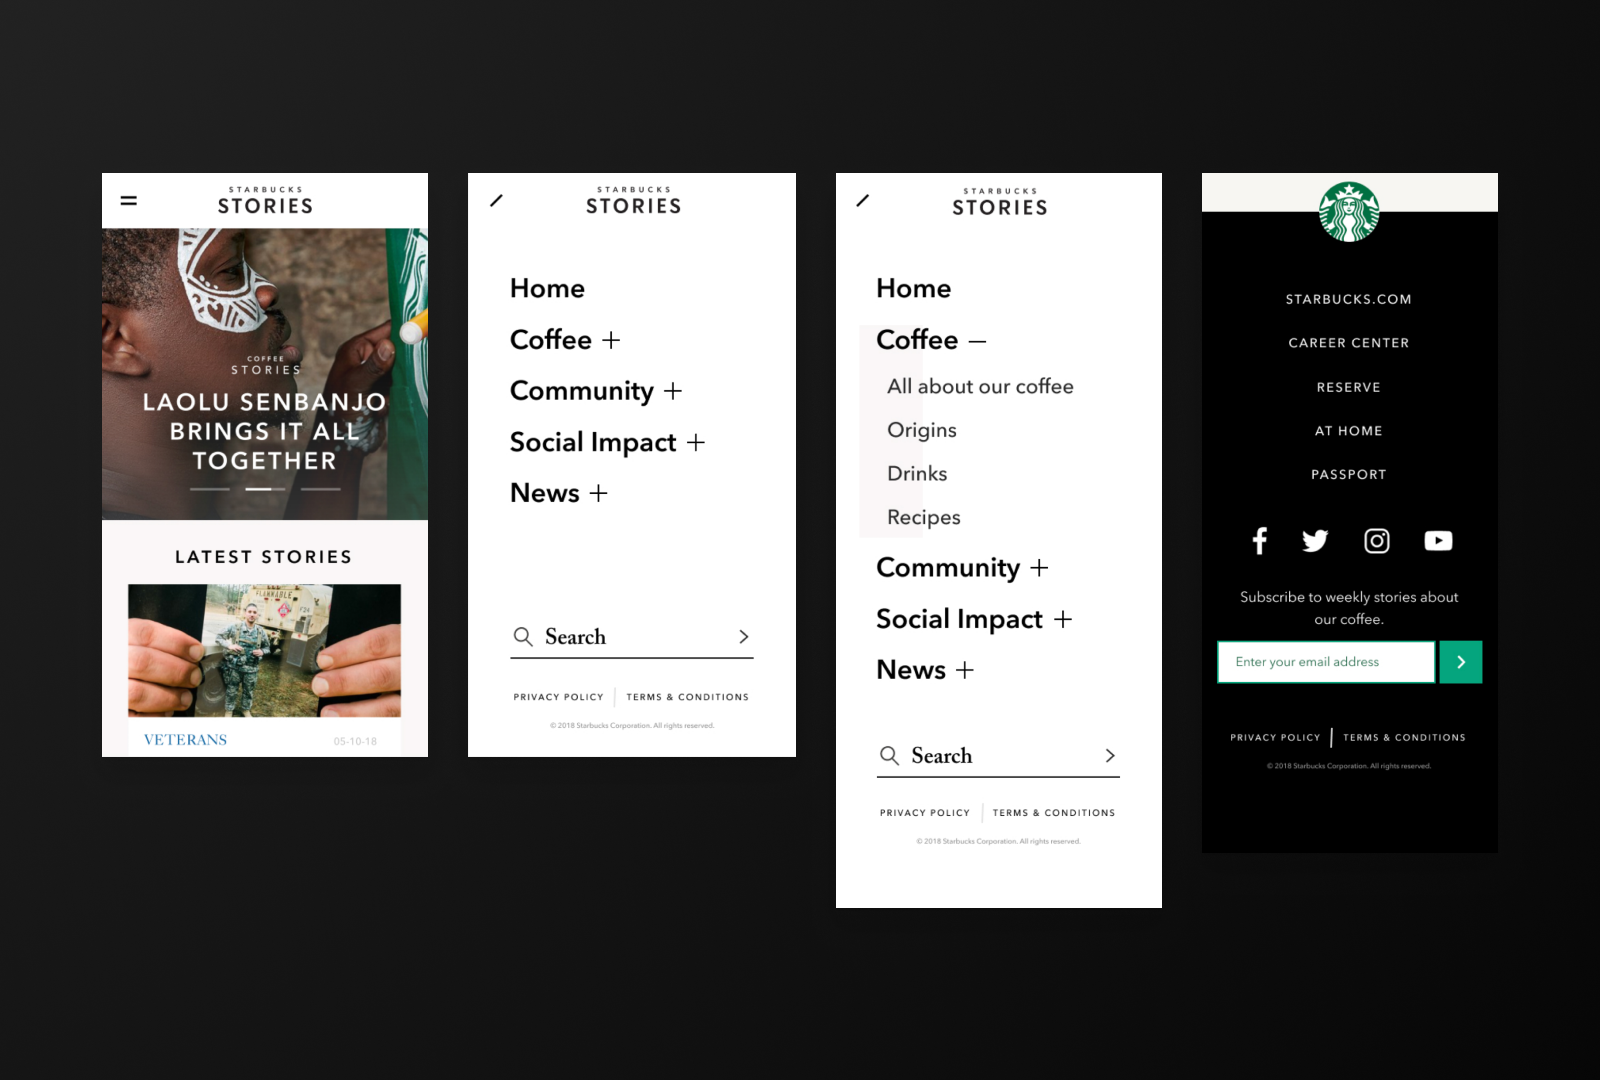 STARBUCKS
STORIES
COFFEE
STORIES
LAOLU SENBANJO
BRINGS IT ALL
TOGETHER
LATEST STORIES
FLAMMABLE
VETERANS
05-10-18
STARBUCKS
STORIES
Home
Coffee +
Community +
Social Impact +
News +
Search
PRIVACY POLICY | TERMS & CONDITIONS
© 2018 Starbucks Corporation. All rights reserved.
STARBUCKS
STORIES
Home
Coffee —
All about our coffee
Origins
Drinks
Recipes
Community +
Social Impact +
News +
Search
PRIVACY POLICY | TERMS & CONDITIONS
© 2018 Starbucks Corporation. All rights reserved.
STARBUCKS.COM
CAREER CENTER
RESERVE
AT HOME
PASSPORT
Subscribe to weekly stories about
our coffee.
Enter your email address
PRIVACY POLICY | TERMS & CONDITIONS
© 2018 Starbucks Corporation. All rights reserved.